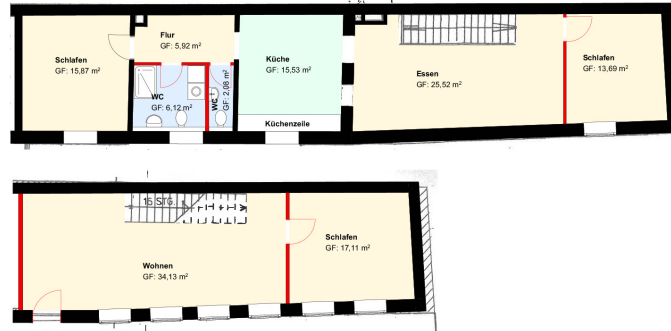 Schlafen
GF: 15,87 m²
Flur
GF: 5,92 m²
WC
GF: 6,12 m²
WC
GF: 2,08 m²
Küche
GF: 15,53 m²
Küchenzeile
Essen
GF: 25,52 m²
Schlafen
GF: 13,69 m²
15 STG.
Wohnen
GF: 34,13 m²
Schlafen
GF: 17,11 m²